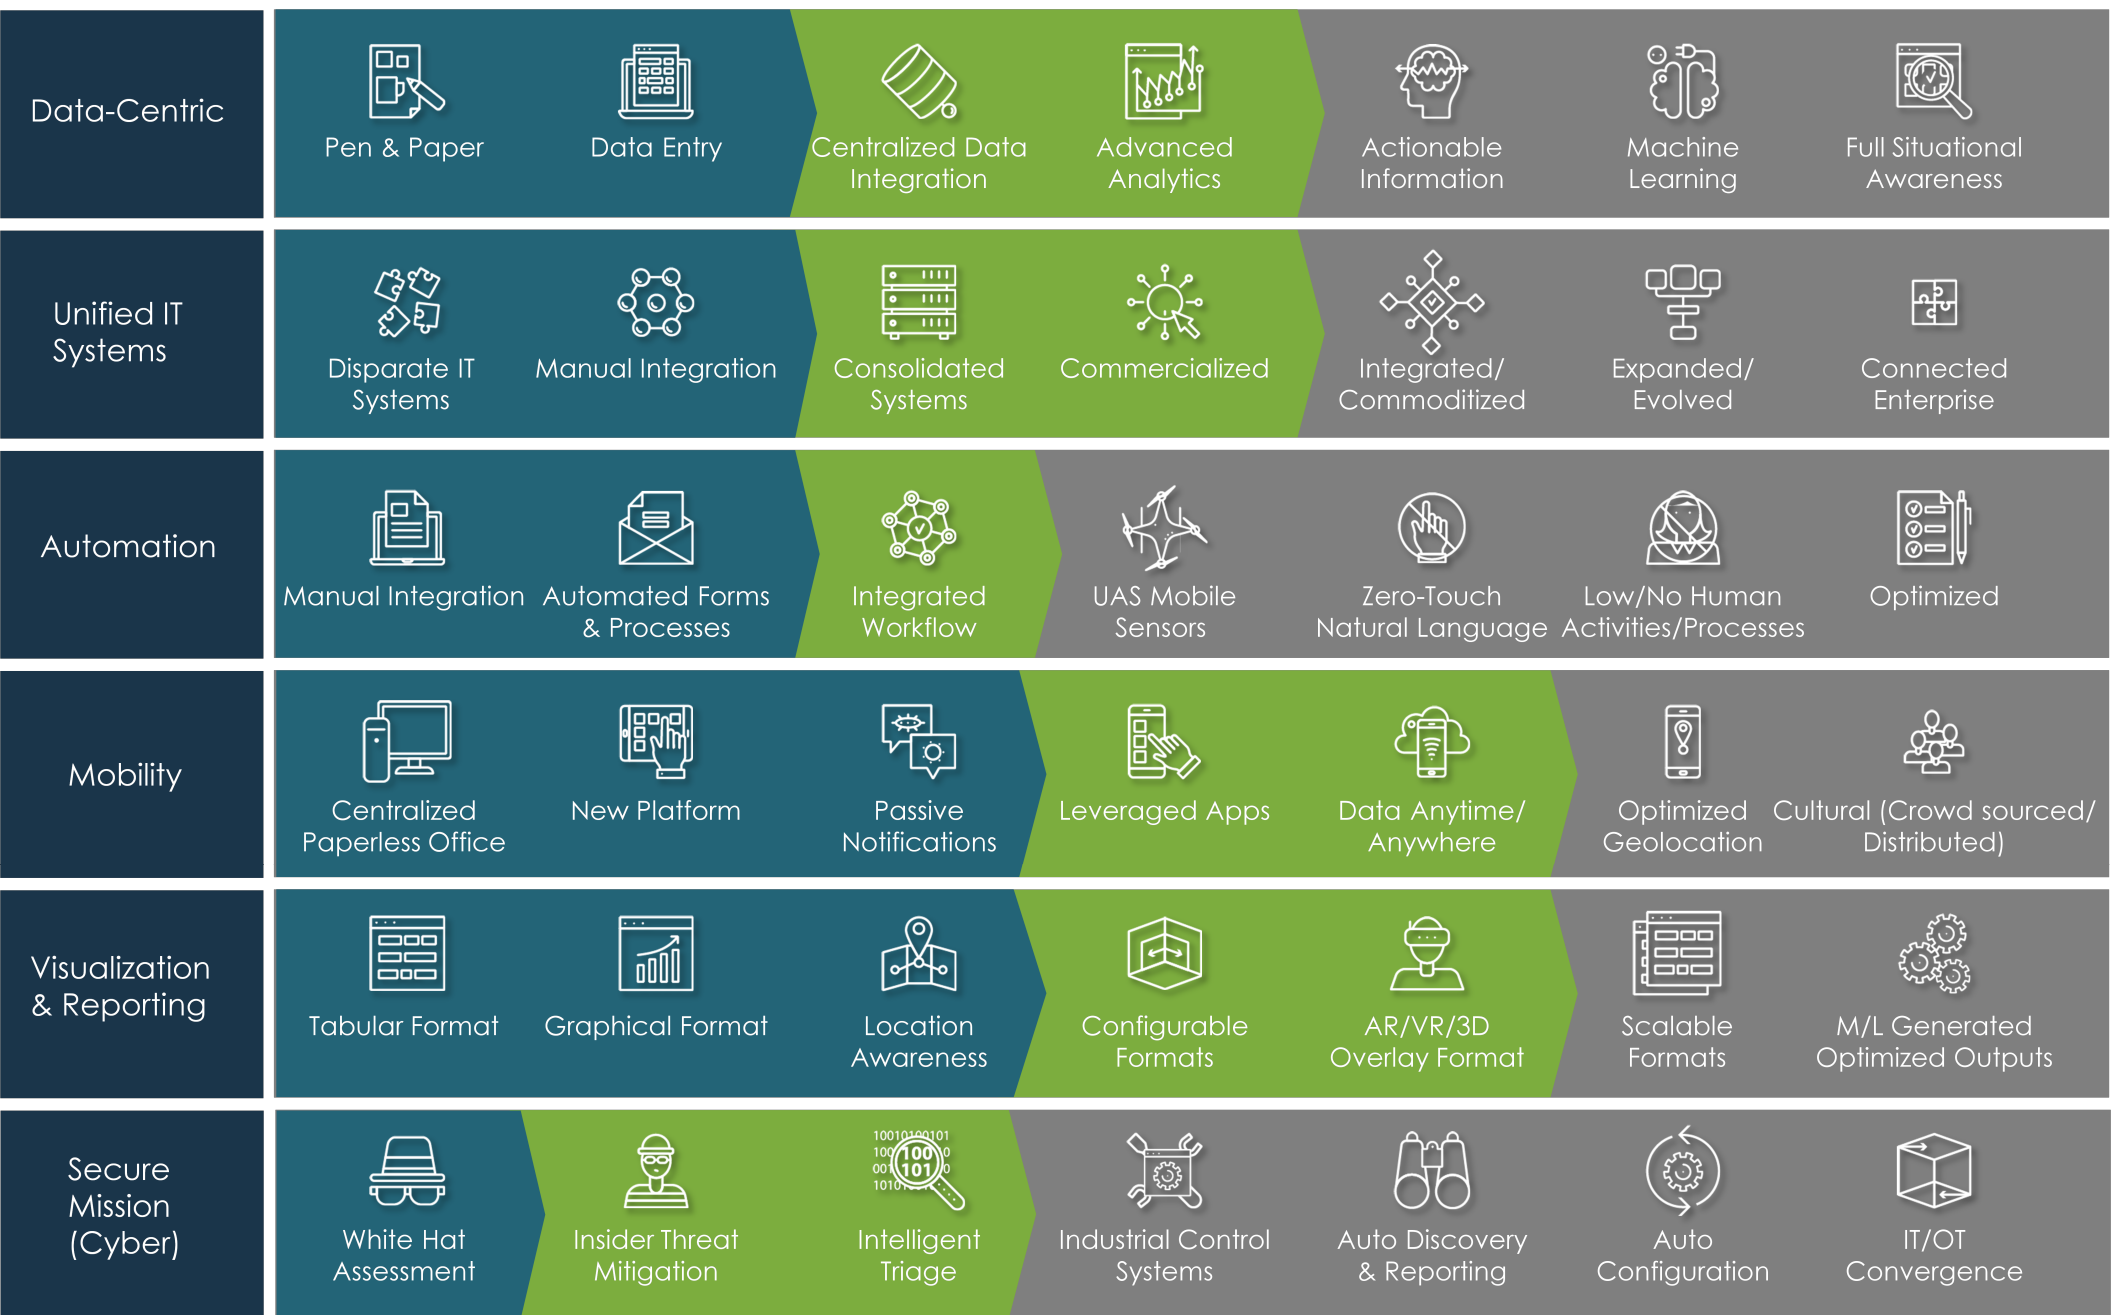 Data-Centric
Pen & Paper
Data Entry
Centralized Data
Integration
Advanced
Analytics
Actionable
Information
Machine
Learning
Full Situational
Awareness
Unified IT
Systems
Disparate IT
Systems
Manual Integration
Consolidated
Systems
Commercialized
Integrated/
Commoditized
Expanded/
Evolved
Connected
Enterprise
Automation
Manual Integration
Automated Forms
& Processes
Integrated
Workflow
UAS Mobile
Sensors
Zero-Touch
Natural Language
Low/No Human
Activities/Processes
Optimized
Mobility
Centralized
Paperless Office
New Platform
Passive
Notifications
Leveraged Apps
Data Anytime/
Anywhere
Optimized
Geolocation
Cultural (Crowd sourced/
Distributed)
Visualization
& Reporting
Tabular Format
Graphical Format
Location
Awareness
Configurable
Formats
AR/VR/3D
Overlay Format
Scalable
Formats
M/L Generated
Optimized Outputs
Secure
Mission
(Cyber)
White Hat
Assessment
Insider Threat
Mitigation
10010100101
100
101
Intelligent
Triage
Industrial Control
Systems
Auto Discovery
& Reporting
Auto
Configuration
IT/OT
Convergence